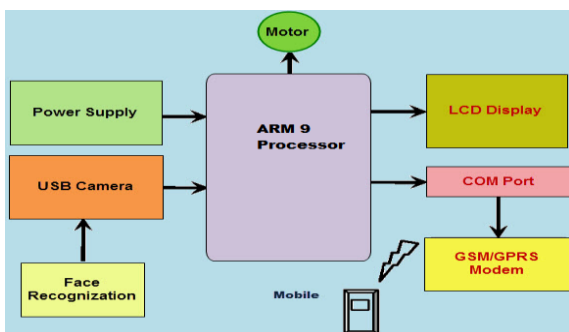 Motor
Power Supply
ARM 9
Processor
LCD Display
USB Camera
COM Port
Face
Recognization
Mobile
GSM/GPRS
Modem